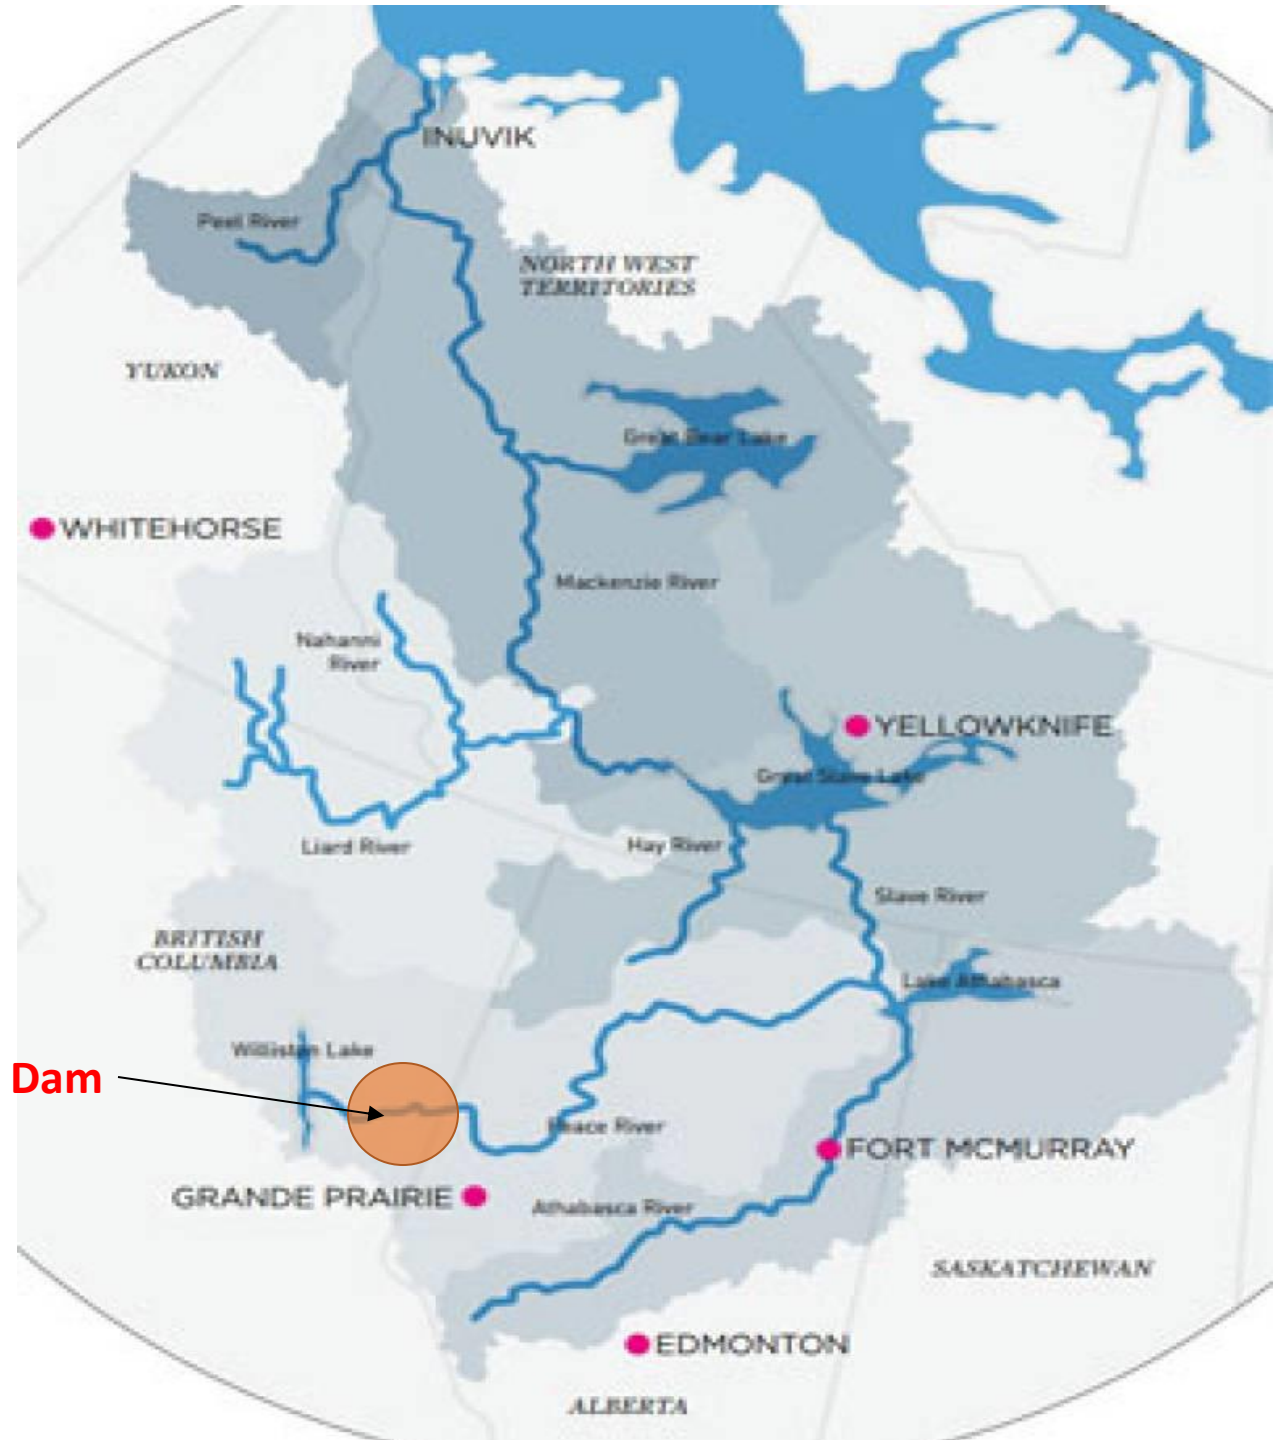 INUVIK
Peel River
NORTH WEST
TERRITORIES
YUKON
Great Bear Lake
WHITEHORSE
Mackenzie River
Nahanni
River
YELLOWKNIFE
Great Slave Lake
Hay River
Liard River
Slave River
BRITISH
COLUMBIA
Lake Athabasca
Williston Lake
Dam
Peace River
FORT MCMURRAY
GRANDE PRAIRIE
Athabasca River
SASKATCHEWAN
EDMONTON
ALBERTA